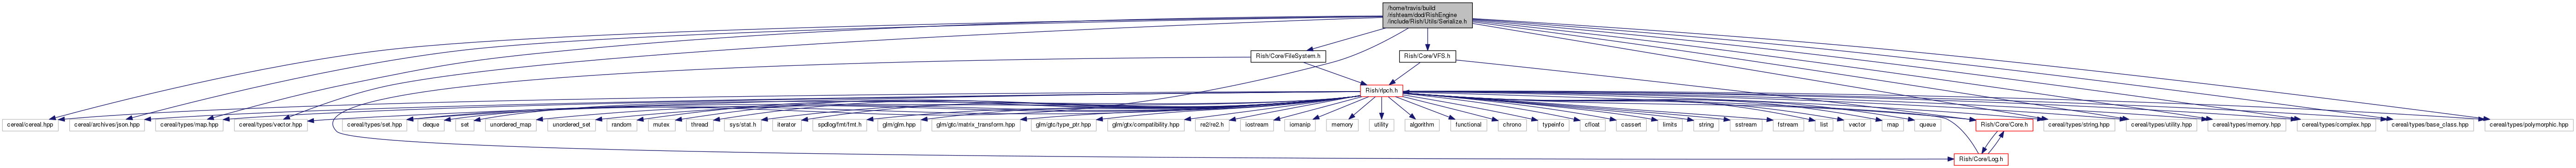 /home/travis/build
/rishteam/dod/RishEngine
/include/Rish/Utils/Serialize.h
Rish/Core/FileSystem.h
Rish/Core/VFS.h
Rish/rlpch.h
cereal/cereal.hpp
cereal/archives/json.hpp
cereal/types/map.hpp
cereal/types/vector.hpp
cereal/types/set.hpp
deque
set
unordered_map
unordered_set
random
mutex
thread
sys/stat.h
iterator
spdlog/fmt/fmt.h
glm/glm.hpp
glm/gtc/matrix_transform.hpp
glm/gtc/type_ptr.hpp
glm/gtx/compatibility.hpp
re2/re2.h
iostream
iomanip
memory
utility
algorithm
functional
chrono
typeinfo
cfloat
cassert
limits
string
sstream
fstream
list
vector
map
queue
Rish/Core/Core.h
cereal/types/string.hpp
cereal/types/utility.hpp
cereal/types/memory.hpp
cereal/types/complex.hpp
cereal/types/base_class.hpp
cereal/types/polymorphic.hpp
Rish/Core/Log.h